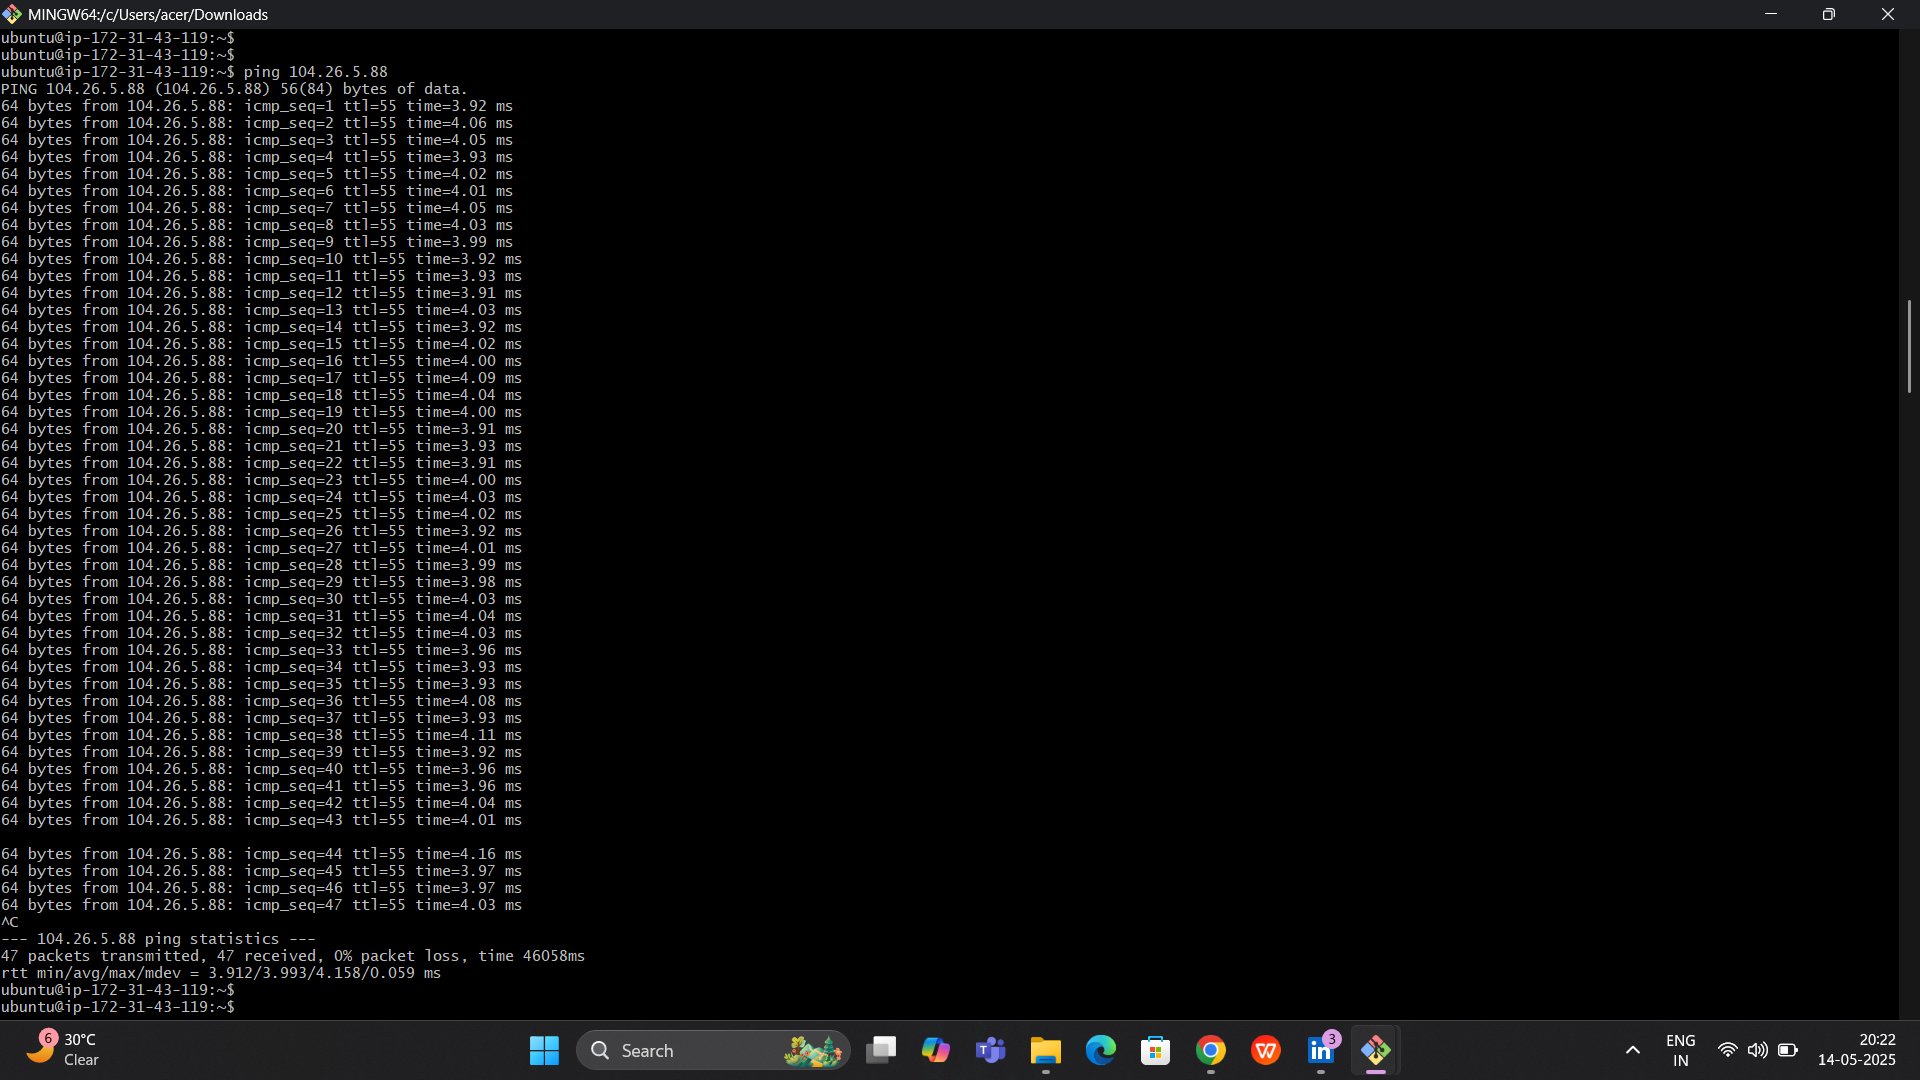 MINGW64:/c/Users/acer/Downloads
ubuntu@ip-172-31-43-119:~$
ubuntu@ip-172-31-43-119:~$
ubuntu@ip-172-31-43-119:~$ ping 104.26.5.88
PING 104.26.5.88 (104.26.5.88) 56(84) bytes of data.
64 bytes from 104.26.5.88: icmp_seq=1 ttl=55 time=3.92 ms
64 bytes from 104.26.5.88: icmp_seq=2 ttl=55 time=4.06 ms
64 bytes from 104.26.5.88: icmp_seq=3 ttl=55 time=4.05 ms
64 bytes from 104.26.5.88: icmp_seq=4 ttl=55 time=3.93 ms
64 bytes from 104.26.5.88: icmp_seq=5 ttl=55 time=4.02 ms
64 bytes from 104.26.5.88: icmp_seq=6 ttl=55 time=4.01 ms
64 bytes from 104.26.5.88: icmp_seq=7 ttl=55 time=4.05 ms
64 bytes from 104.26.5.88: icmp_seq=8 ttl=55 time=4.03 ms
64 bytes from 104.26.5.88: icmp_seq=9 ttl=55 time=3.99 ms
64 bytes from 104.26.5.88: icmp_seq=10 ttl=55 time=3.92 ms
64 bytes from 104.26.5.88: icmp_seq=11 ttl=55 time=3.93 ms
64 bytes from 104.26.5.88: icmp_seq=12 ttl=55 time=3.91 ms
64 bytes from 104.26.5.88: icmp_seq=13 ttl=55 time=4.03 ms
64 bytes from 104.26.5.88: icmp_seq=14 ttl=55 time=3.92 ms
64 bytes from 104.26.5.88: icmp_seq=15 ttl=55 time=4.02 ms
64 bytes from 104.26.5.88: icmp_seq=16 ttl=55 time=4.00 ms
64 bytes from 104.26.5.88: icmp_seq=17 ttl=55 time=4.09 ms
64 bytes from 104.26.5.88: icmp_seq=18 ttl=55 time=4.04 ms
64 bytes from 104.26.5.88: icmp_seq=19 ttl=55 time=4.00 ms
64 bytes from 104.26.5.88: icmp_seq=20 ttl=55 time=3.91 ms
64 bytes from 104.26.5.88: icmp_seq=21 ttl=55 time=3.93 ms
64 bytes from 104.26.5.88: icmp_seq=22 ttl=55 time=3.91 ms
64 bytes from 104.26.5.88: icmp_seq=23 ttl=55 time=4.00 ms
64 bytes from 104.26.5.88: icmp_seq=24 ttl=55 time=4.03 ms
64 bytes from 104.26.5.88: icmp_seq=25 ttl=55 time=4.02 ms
64 bytes from 104.26.5.88: icmp_seq=26 ttl=55 time=3.92 ms
64 bytes from 104.26.5.88: icmp_seq=27 ttl=55 time=4.01 ms
64 bytes from 104.26.5.88: icmp_seq=28 ttl=55 time=3.99 ms
64 bytes from 104.26.5.88: icmp_seq=29 ttl=55 time=3.98 ms
64 bytes from 104.26.5.88: icmp_seq=30 ttl=55 time=4.03 ms
64 bytes from 104.26.5.88: icmp_seq=31 ttl=55 time=4.04 ms
64 bytes from 104.26.5.88: icmp_seq=32 ttl=55 time=4.03 ms
64 bytes from 104.26.5.88: icmp_seq=33 ttl=55 time=3.96 ms
64 bytes from 104.26.5.88: icmp_seq=34 ttl=55 time=3.93 ms
64 bytes from 104.26.5.88: icmp_seq=35 ttl=55 time=3.93 ms
64 bytes from 104.26.5.88: icmp_seq=36 ttl=55 time=4.08 ms
64 bytes from 104.26.5.88: icmp_seq=37 ttl=55 time=3.93 ms
64 bytes from 104.26.5.88: icmp_seq=38 ttl=55 time=4.11 ms
64 bytes from 104.26.5.88: icmp_seq=39 ttl=55 time=3.92 ms
64 bytes from 104.26.5.88: icmp_seq=40 ttl=55 time=3.96 ms
64 bytes from 104.26.5.88: icmp_seq=41 ttl=55 time=3.96 ms
64 bytes from 104.26.5.88: icmp_seq=42 ttl=55 time=4.04 ms
64 bytes from 104.26.5.88: icmp_seq=43 ttl=55 time=4.01 ms
64 bytes from 104.26.5.88: icmp_seq=44 ttl=55 time=4.16 ms
64 bytes from 104.26.5.88: icmp_seq=45 ttl=55 time=3.97 ms
64 bytes from 104.26.5.88: icmp_seq=46 ttl=55 time=3.97 ms
64 bytes from 104.26.5.88: icmp_seq=47 ttl=55 time=4.03 ms
^C
--- 104.26.5.88 ping statistics ---
47 packets transmitted, 47 received, 0% packet loss, time 46058ms
rtt min/avg/max/mdev = 3.912/3.993/4.158/0.059 ms
ubuntu@ip-172-31-43-119:~$
ubuntu@ip-172-31-43-119:~$
6
30°C
Clear
Search
3
ENG
IN
20:22
14-05-2025